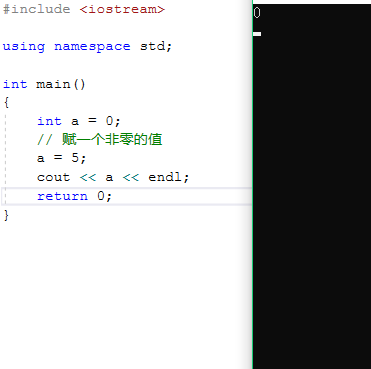 #include <iostream>
using namespace std;
int main()
{
int a = 0;
// 赋一个非零的值
a = 5;
cout << a << endl;
return 0;
}
0